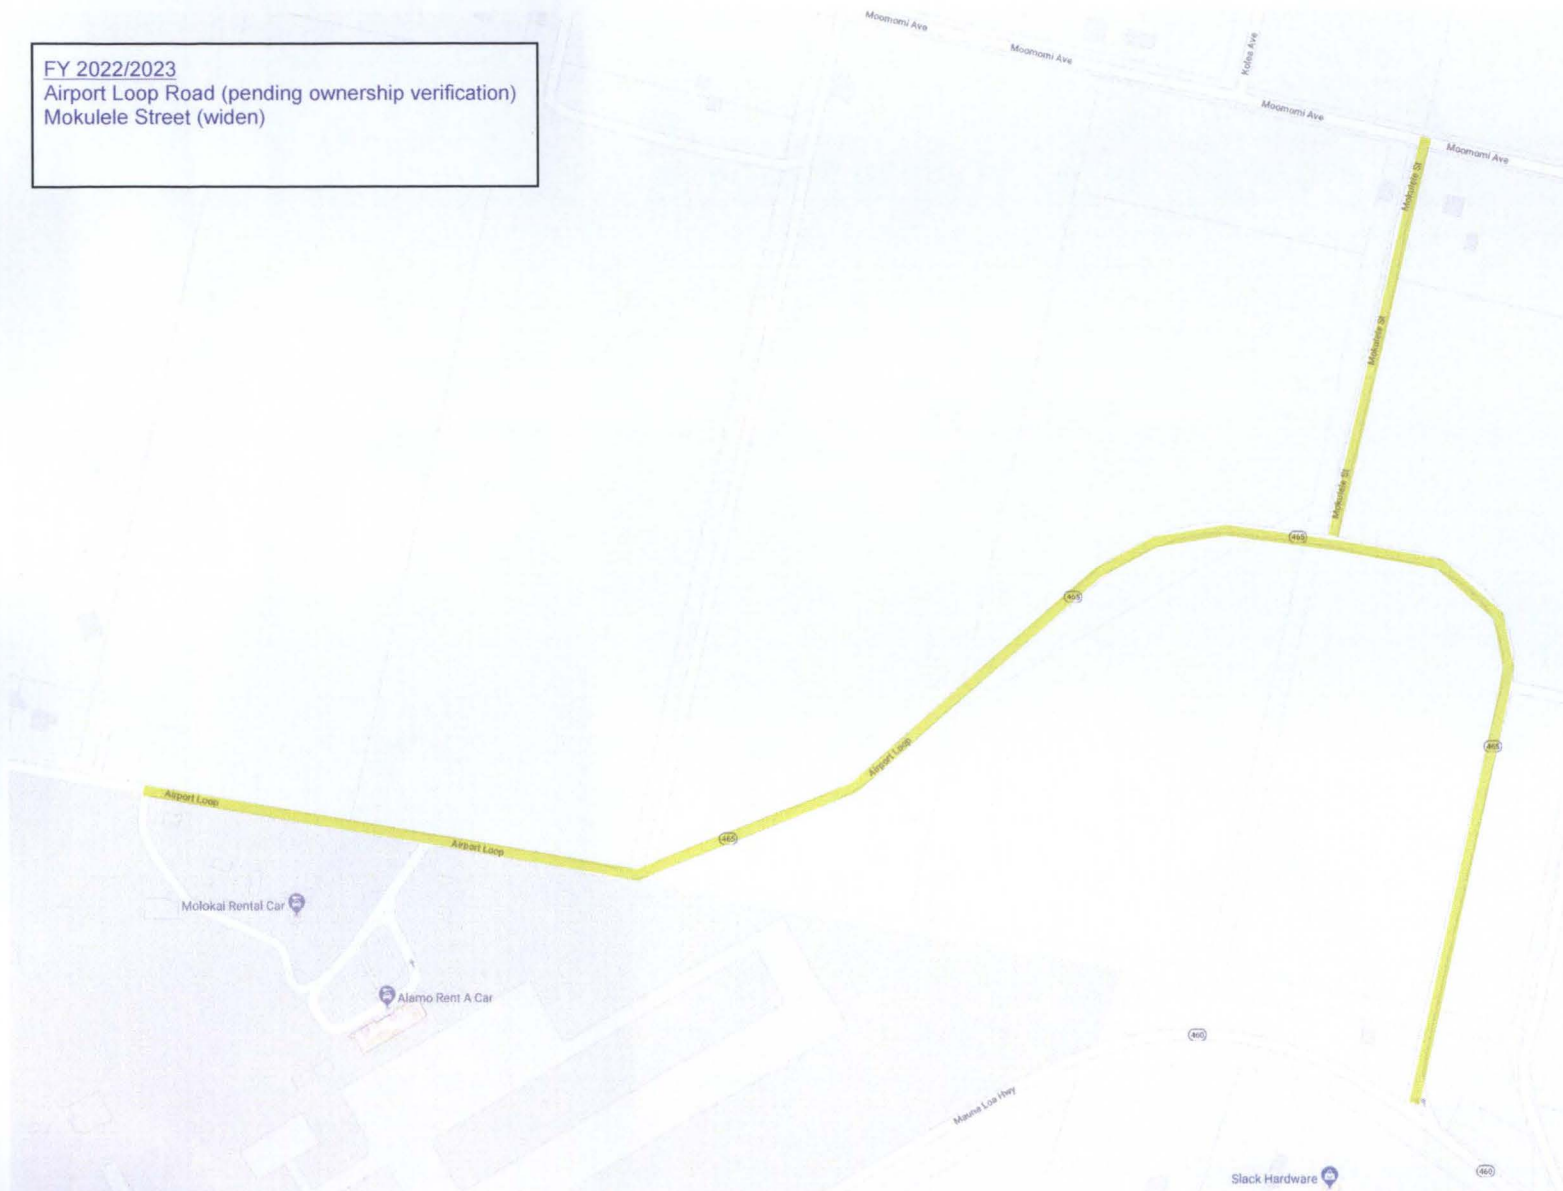 FY 2022/2023
Airport Loop Road (pending ownership verification)
Mokulele Street (widen)
Moomomi Ave
Moomomi Ave
Kolea Ave
Moomomi Ave
Moomomi Ave
Mokulele St
Mokulele St
Mokulele St
465
465
465
Airport Loop
Airport Loop
465
Airport Loop
Molokai Rental Car
Alamo Rent A Car
460
Mauna Loa Hwy
Slack Hardware
460